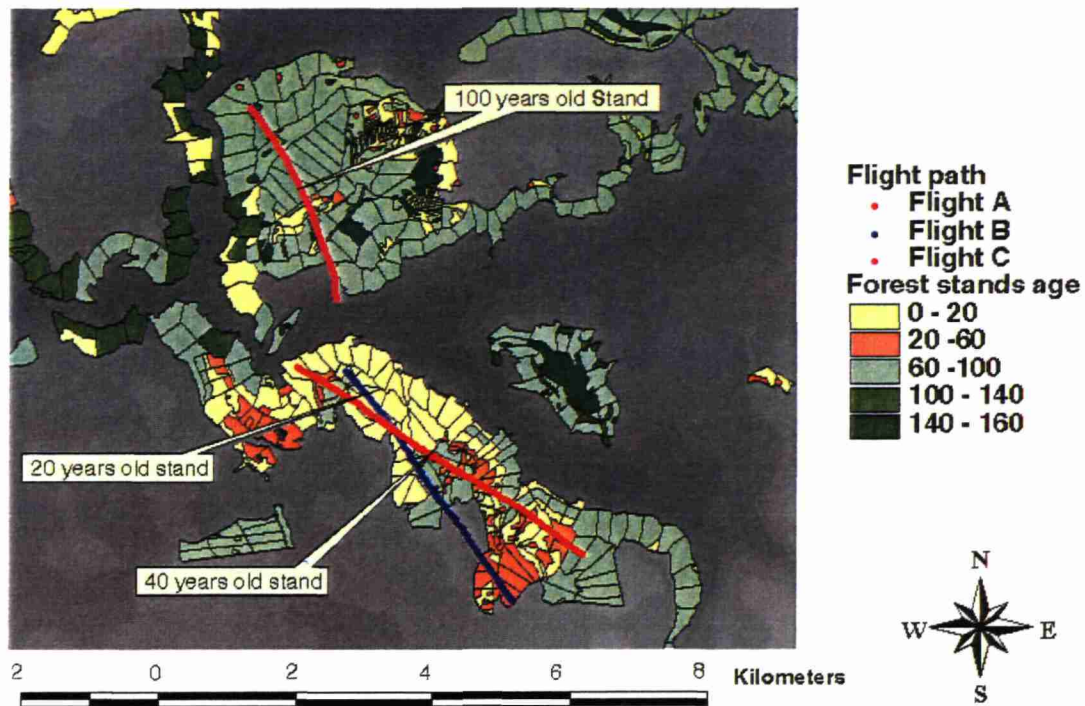 100 years old Stand
20 years old stand
40 years old stand
Flight path
Flight A
Flight B
Flight C
Forest stands age
0 - 20
20 -60
60 -100
100 - 140
140 - 160
N
W E
S
2 0 2 4 6 8 Kilometers